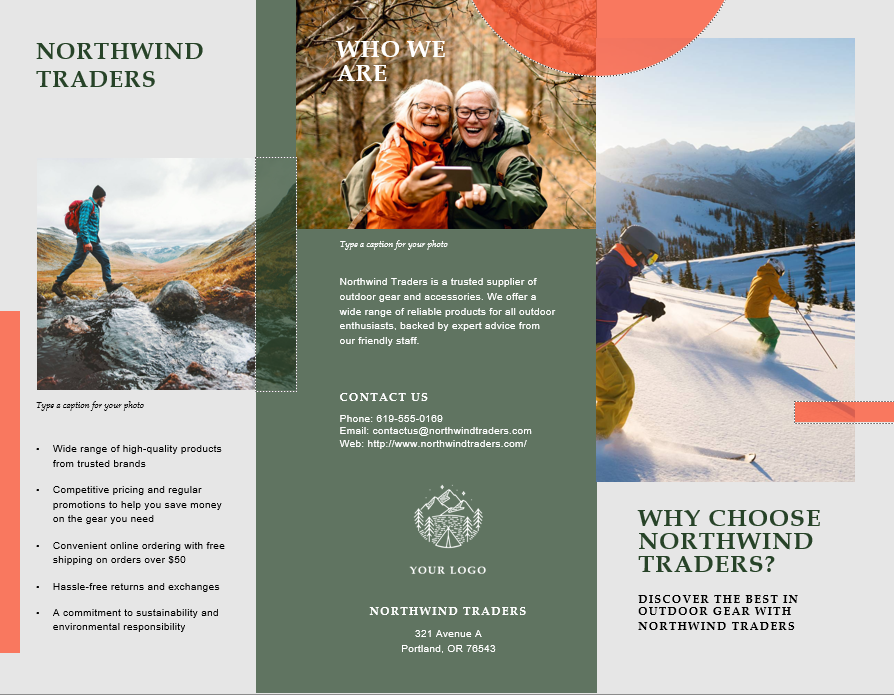 NORTHWIND
TRADERS
Type a caption for your photo
• Wide range of high-quality products
from trusted brands
• Competitive pricing and regular
promotions to help you save money
on the gear you need
• Convenient online ordering with free
shipping on orders over $50
• Hassle-free returns and exchanges
• A commitment to sustainability and
environmental responsibility
WHO WE
ARE
Type a caption for your photo
Northwind Traders is a trusted supplier of
outdoor gear and accessories. We offer a
wide range of reliable products for all outdoor
enthusiasts, backed by expert advice from
our friendly staff.
CONTACT US
Phone: 619-555-0169
Email: contactus@northwindtraders.com
Web: http://www.northwindtraders.com/
YOUR LOGO
NORTHWIND TRADERS
321 Avenue A
Portland, OR 76543
WHY CHOOSE
NORTHWIND
TRADERS?
DISCOVER THE BEST IN
OUTDOOR GEAR WITH
NORTHWIND TRADERS